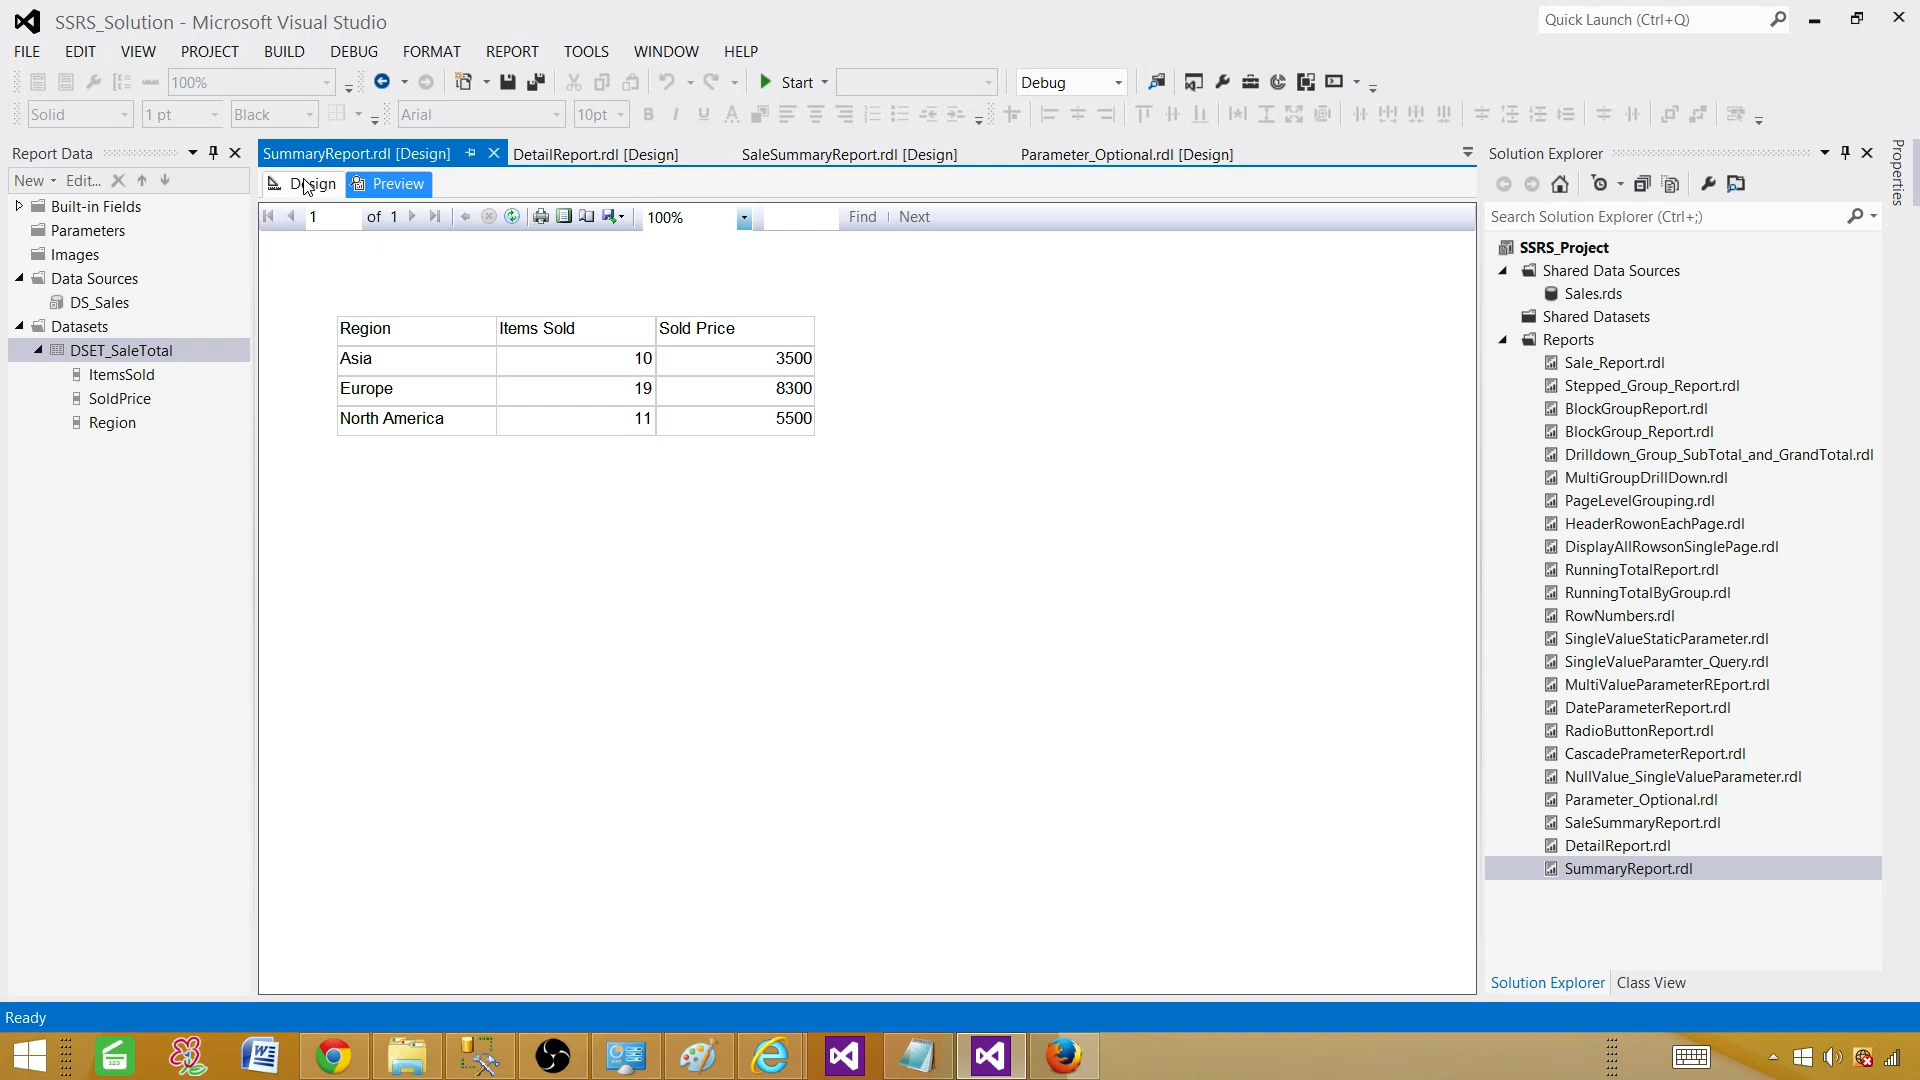 SSRS_Solution - Microsoft Visual Studio
Quick Launch (Ctrl+Q)
FILE EDIT VIEW PROJECT BUILD DEBUG FORMAT REPORT TOOLS WINDOW HELP
100% Start Debug
Solid 1 pt Black Arial 10pt B I U A
Report Data
SummaryReport.rdl [Design] DetailReport.rdl [Design] SaleSummaryReport.rdl [Design] Parameter_Optional.rdl [Design]
Solution Explorer
Properties
New Edit...
Design Preview
1 of 1 100% Find Next
Search Solution Explorer (Ctrl+;)
Built-in Fields
Parameters
Images
Data Sources
DS_Sales
Datasets
DSET_SaleTotal
ItemsSold
SoldPrice
Region
Region Items Sold Sold Price
Asia 10 3500
Europe 19 8300
North America 11 5500
SSRS_Project
Shared Data Sources
Sales.rds
Shared Datasets
Reports
Sale_Report.rdl
Stepped_Group_Report.rdl
BlockGroupReport.rdl
BlockGroup_Report.rdl
Drilldown_Group_SubTotal_and_GrandTotal.rdl
MultiGroupDrillDown.rdl
PageLevelGrouping.rdl
HeaderRowonEachPage.rdl
DisplayAllRowsonSinglePage.rdl
RunningTotalReport.rdl
RunningTotalByGroup.rdl
RowNumbers.rdl
SingleValueStaticParameter.rdl
SingleValueParamter_Query.rdl
MultiValueParameterREport.rdl
DateParameterReport.rdl
RadioButtonReport.rdl
CascadePrameterReport.rdl
NullValue_SingleValueParameter.rdl
Parameter_Optional.rdl
SaleSummaryReport.rdl
DetailReport.rdl
SummaryReport.rdl
Solution Explorer Class View
Ready